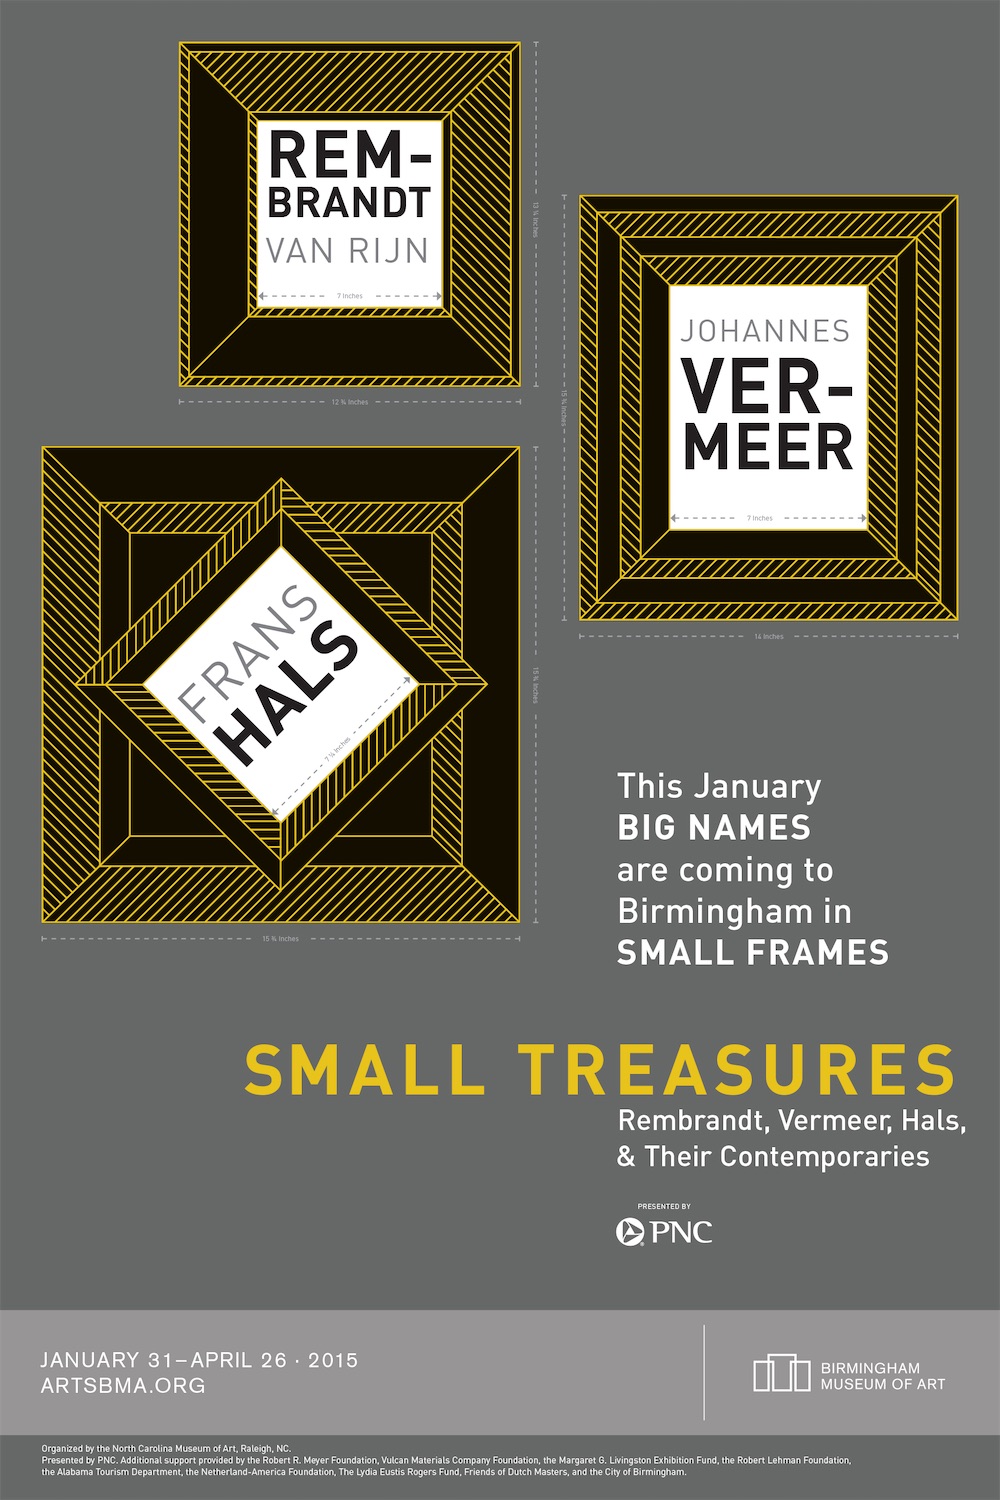 REM-
BRANDT
VAN RIJN
7 Inches
12 ¾ Inches
JOHANNES
VER-
MEER
7 Inches
14 Inches
FRANS
HALS
15 ¾ Inches
This January
BIG NAMES
are coming to
Birmingham in
SMALL FRAMES
SMALL TREASURES
Rembrandt, Vermeer, Hals,
& Their Contemporaries
PRESENTED BY
PNC
JANUARY 31–APRIL 26 · 2015
ARTSBMA.ORG
BIRMINGHAM
MUSEUM OF ART
Organized by the North Carolina Museum of Art, Raleigh, NC.
Presented by PNC. Additional support provided by the Robert R. Meyer Foundation, Vulcan Materials Company Foundation, the Margaret G. Livingston Exhibition Fund, the Robert Lehman Foundation,
the Alabama Tourism Department, the Netherland-America Foundation, The Lydia Eustis Rogers Fund, Friends of Dutch Masters, and the City of Birmingham.